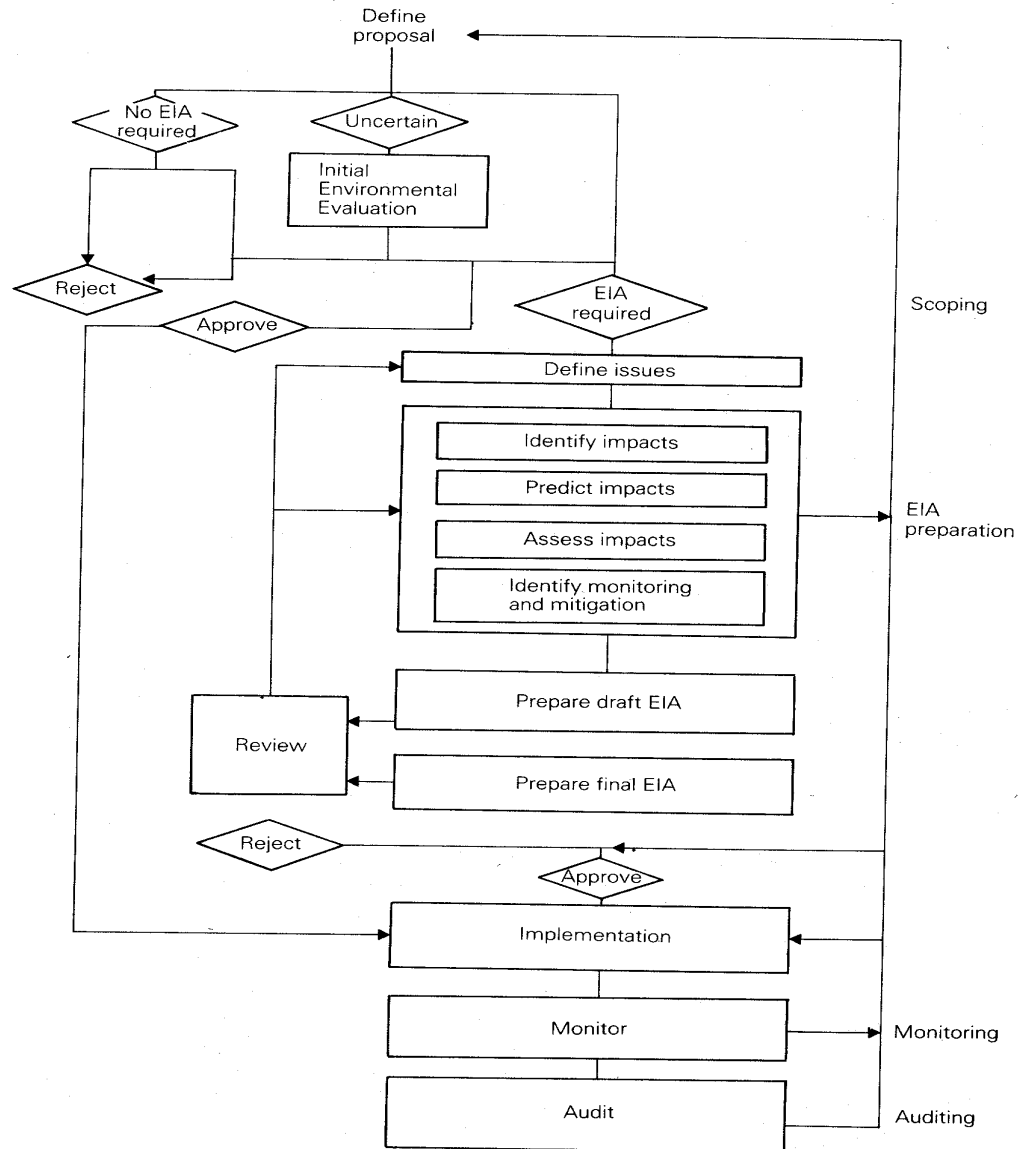 Define
proposal
No EIA
required
Uncertain
Initial
Environmental
Evaluation
Reject
Approve
EIA
required
Scoping
Define issues
Identify impacts
Predict impacts
Assess impacts
Identify monitoring
and mitigation
EIA
preparation
Prepare draft EIA
Review
Prepare final EIA
Reject
Approve
Implementation
Monitor
Monitoring
Audit
Auditing